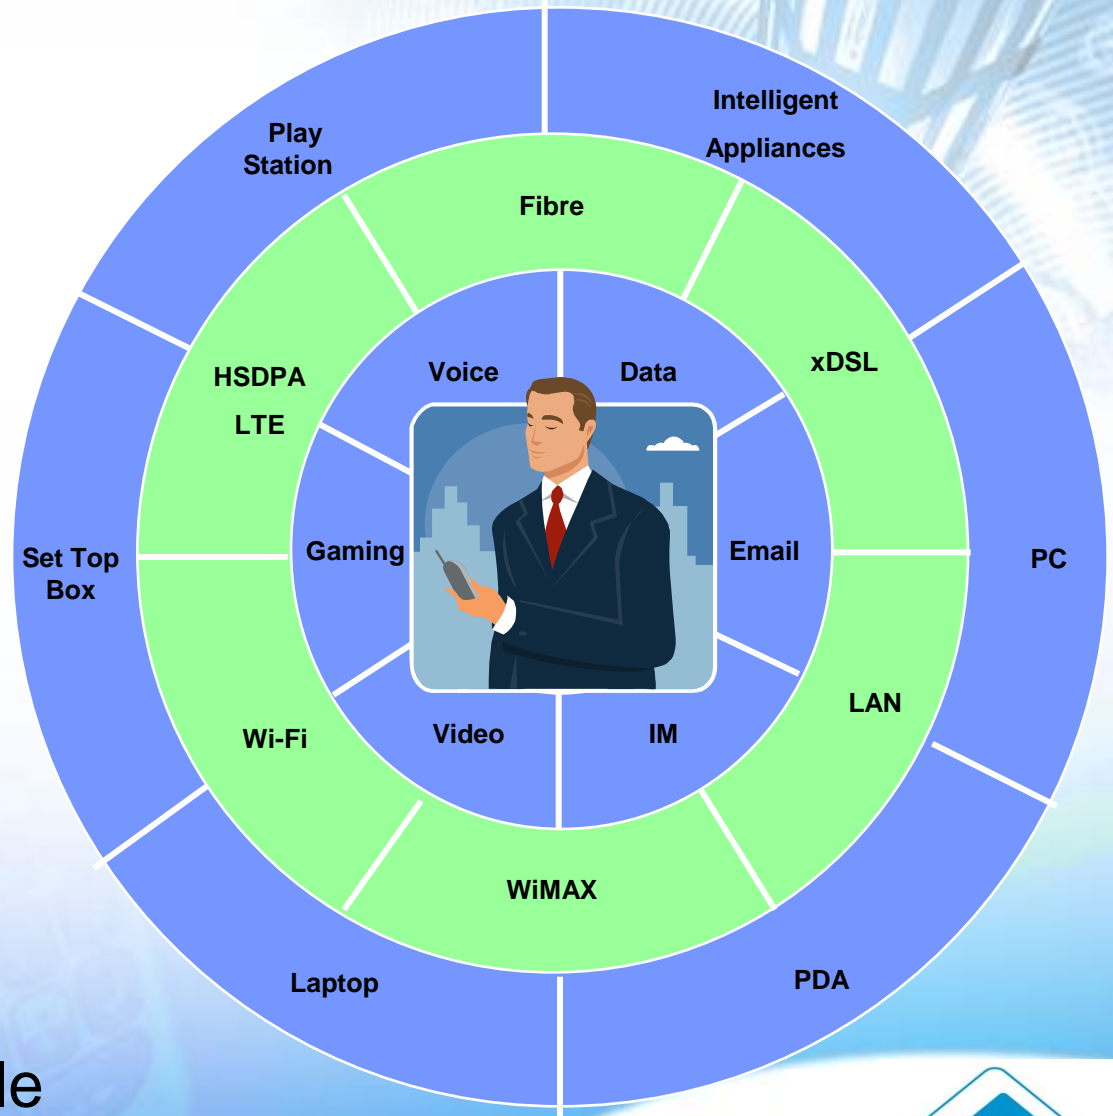 Intelligent
Appliances
Play
Station
Fibre
xDSL
HSDPA
LTE
Voice
Data
Set Top
Box
Gaming
Email
PC
LAN
Wi-Fi
Video
IM
WiMAX
Laptop
PDA